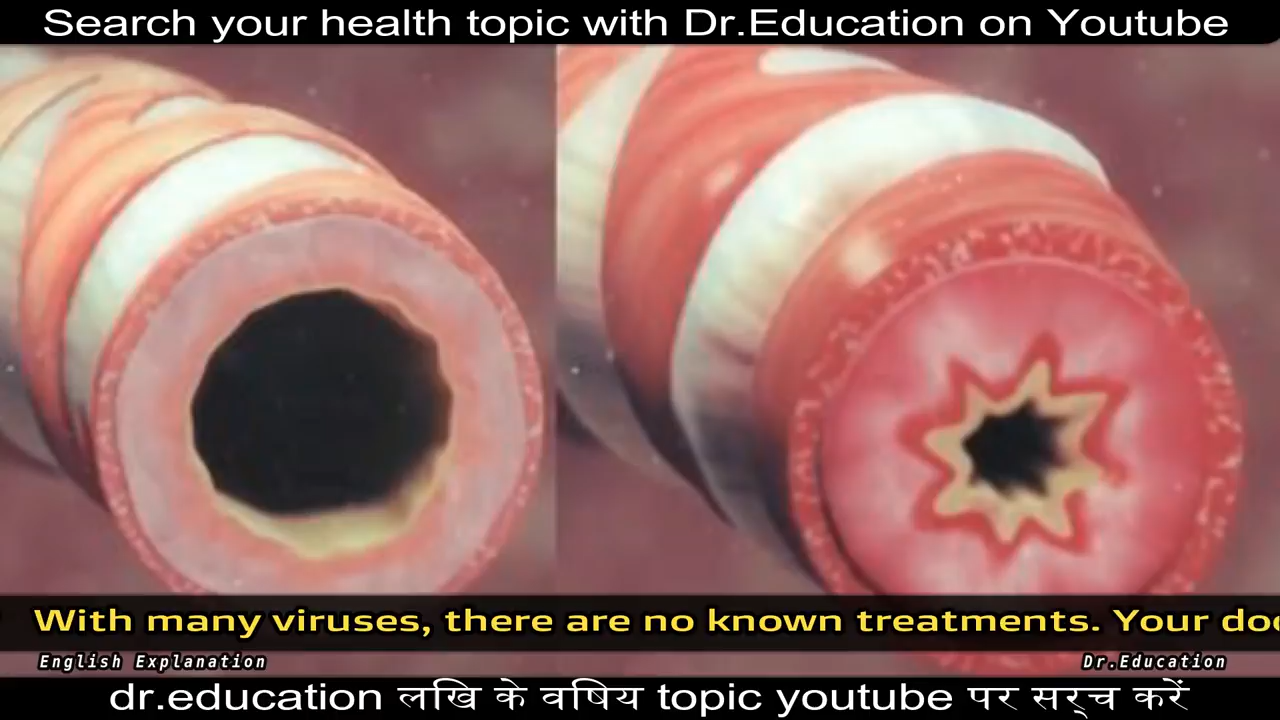 Search your health topic with Dr.Education on Youtube
With many viruses, there are no known treatments. Your
English Explanation
Dr.Education
dr.education लखि के वषिय topic youtube पर सर्च करें